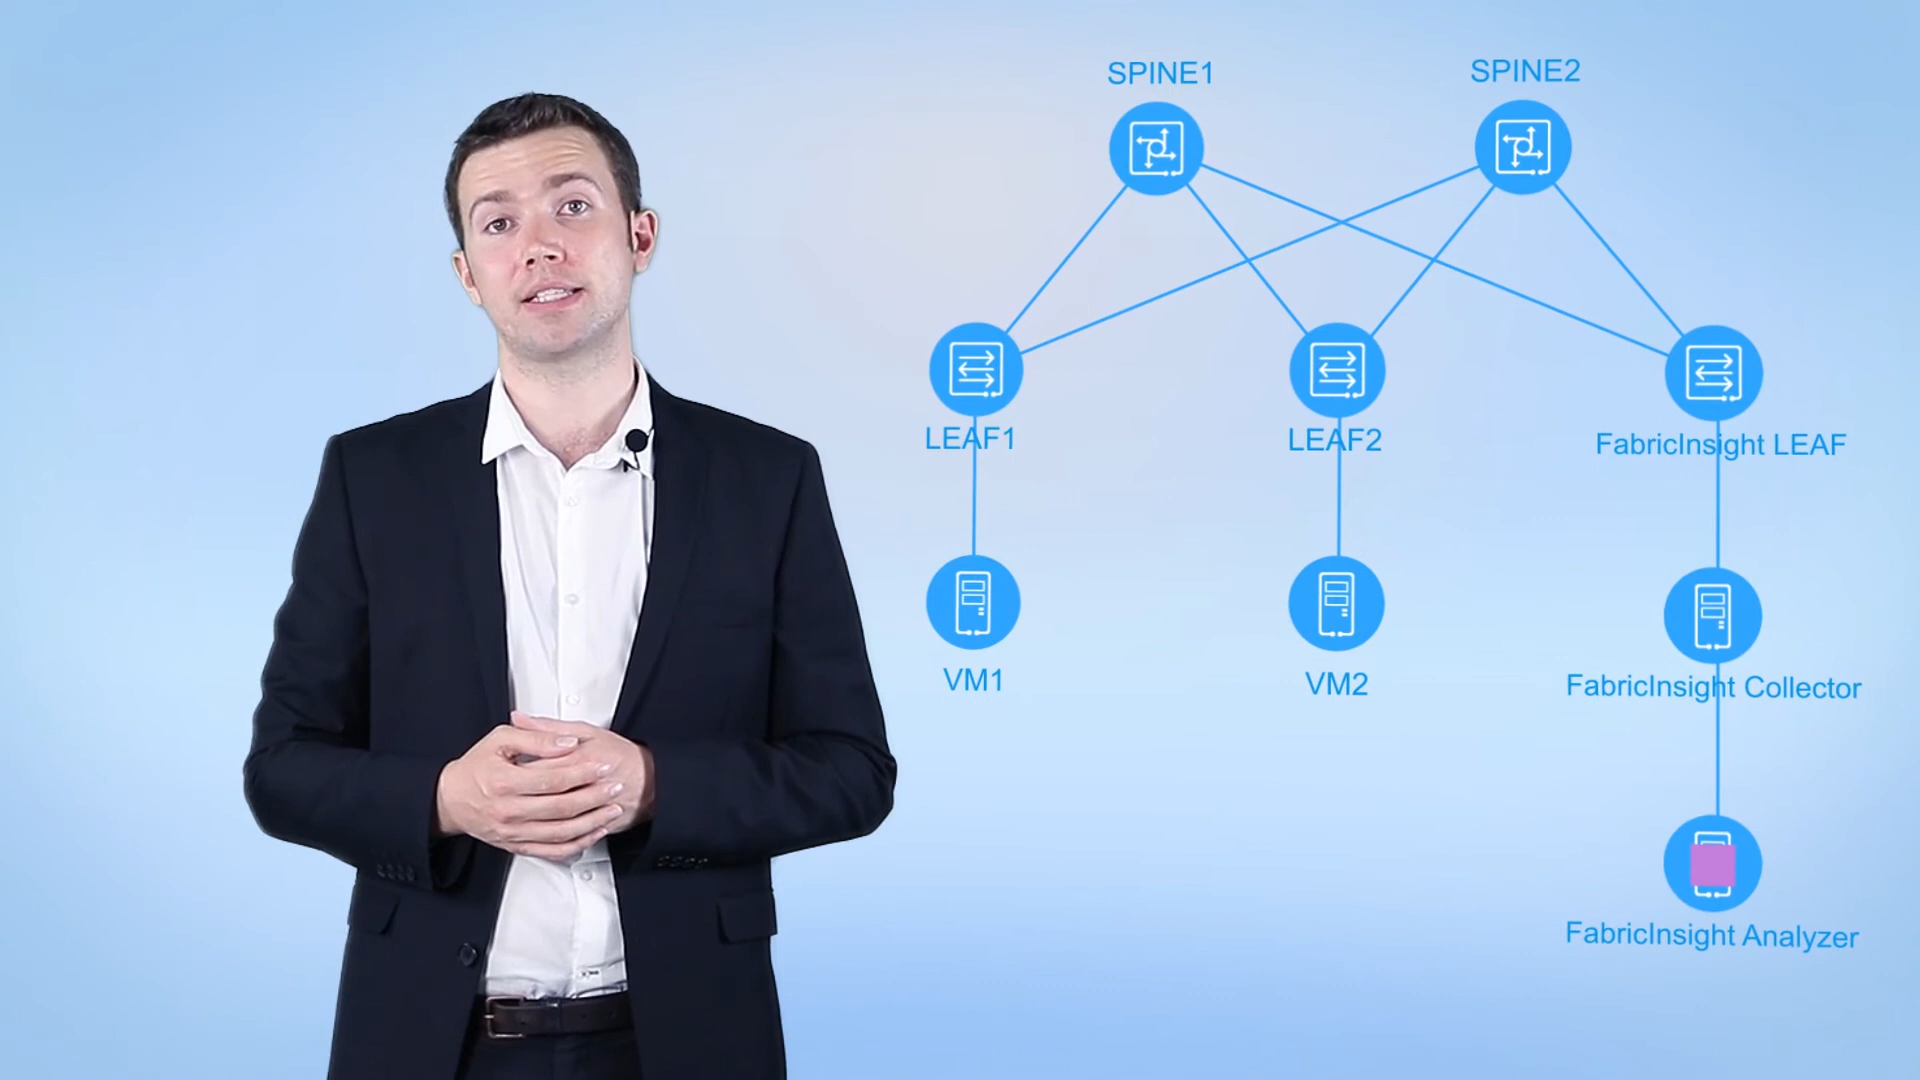 SPINE1
SPINE2
LEAF1
LEAF2
FabricInsight LEAF
VM1
VM2
FabricInsight Collector
FabricInsight Analyzer